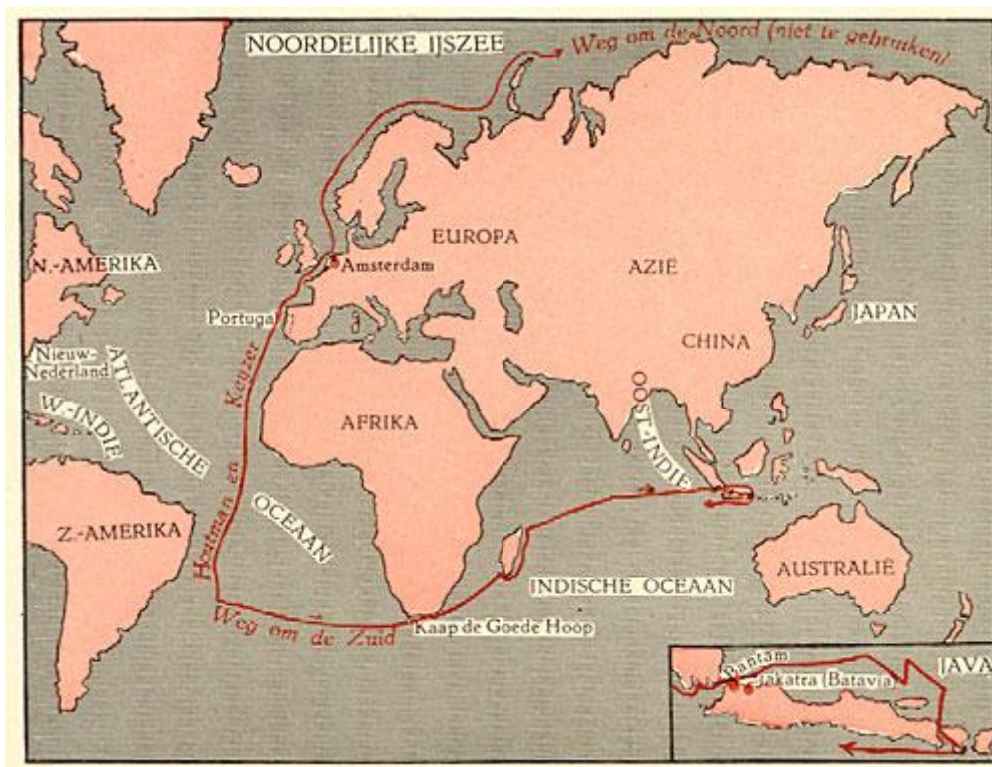 NOORDELIJKE IJSZEE
Weg om de Noord (niet te gebruiken)
EUROPA
N.-AMERIKA
Amsterdam
AZIË
Portugal
JAPAN
CHINA
Nieuw-
Nederland
ATLANTISCHE
OCEAAN
W.-INDIË
AFRIKA
ST-INDIË
Houtman en Keijzer
Z.-AMERIKA
INDISCHE OCEAAN
AUSTRALIË
Weg om de Zuid
Kaap de Goede Hoop
Bantam
JAVA
Jakatra (Batavia)